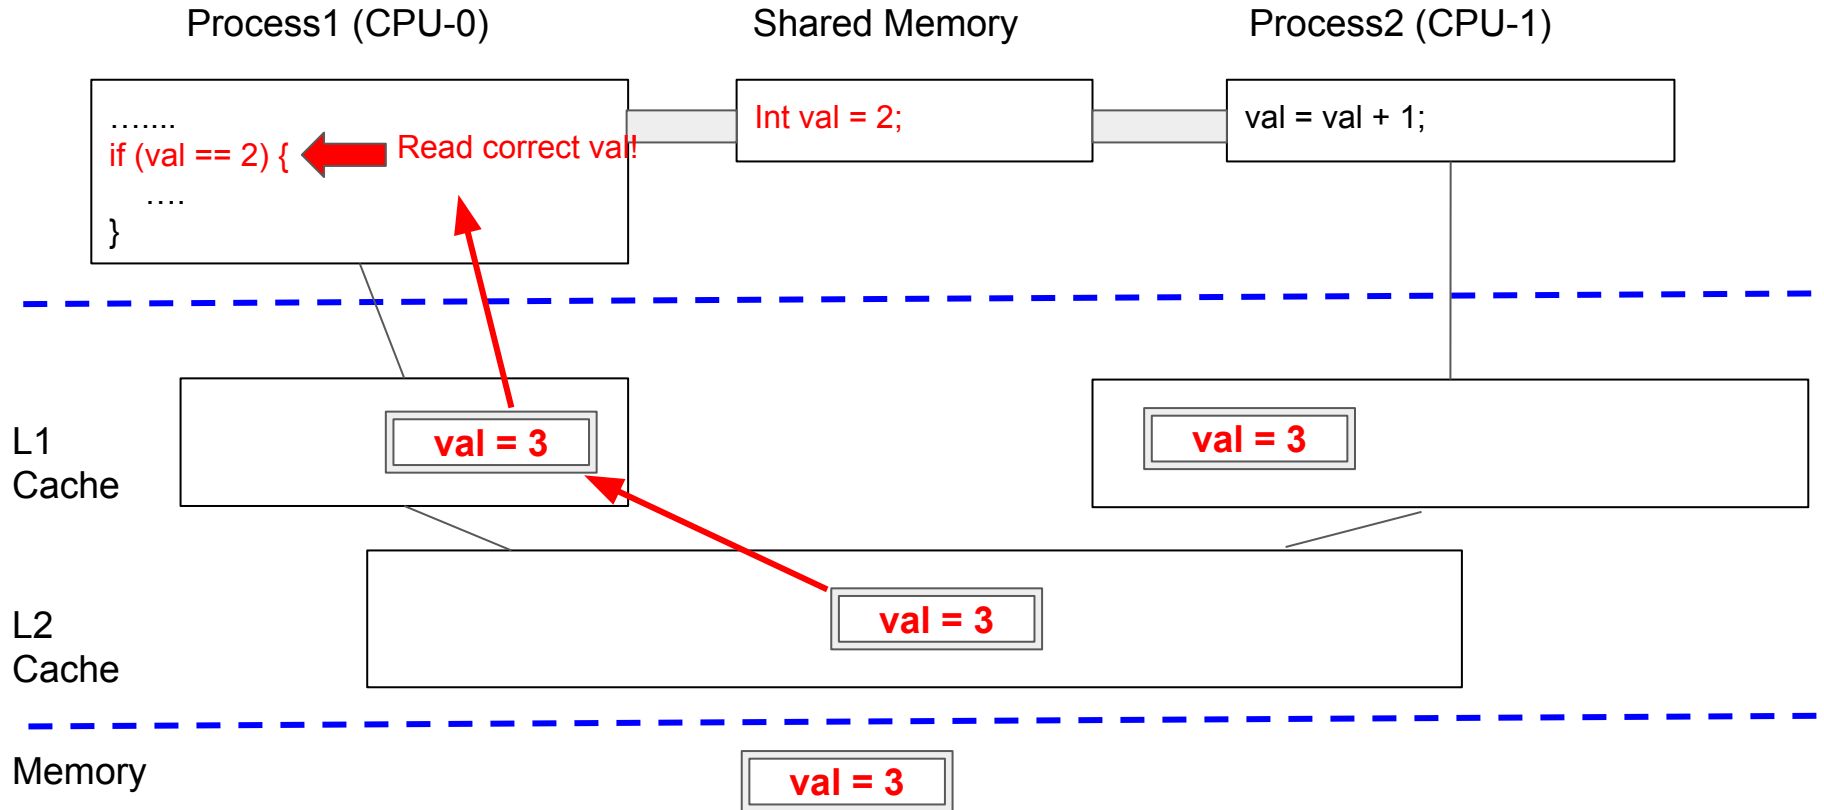 Process1 (CPU-0)
Shared Memory
Process2 (CPU-1)
…....
if (val == 2) {
Read correct val!
….
}
Int val = 2;
val = val + 1;
L1
Cache
val = 3
val = 3
L2
Cache
val = 3
Memory
val = 3